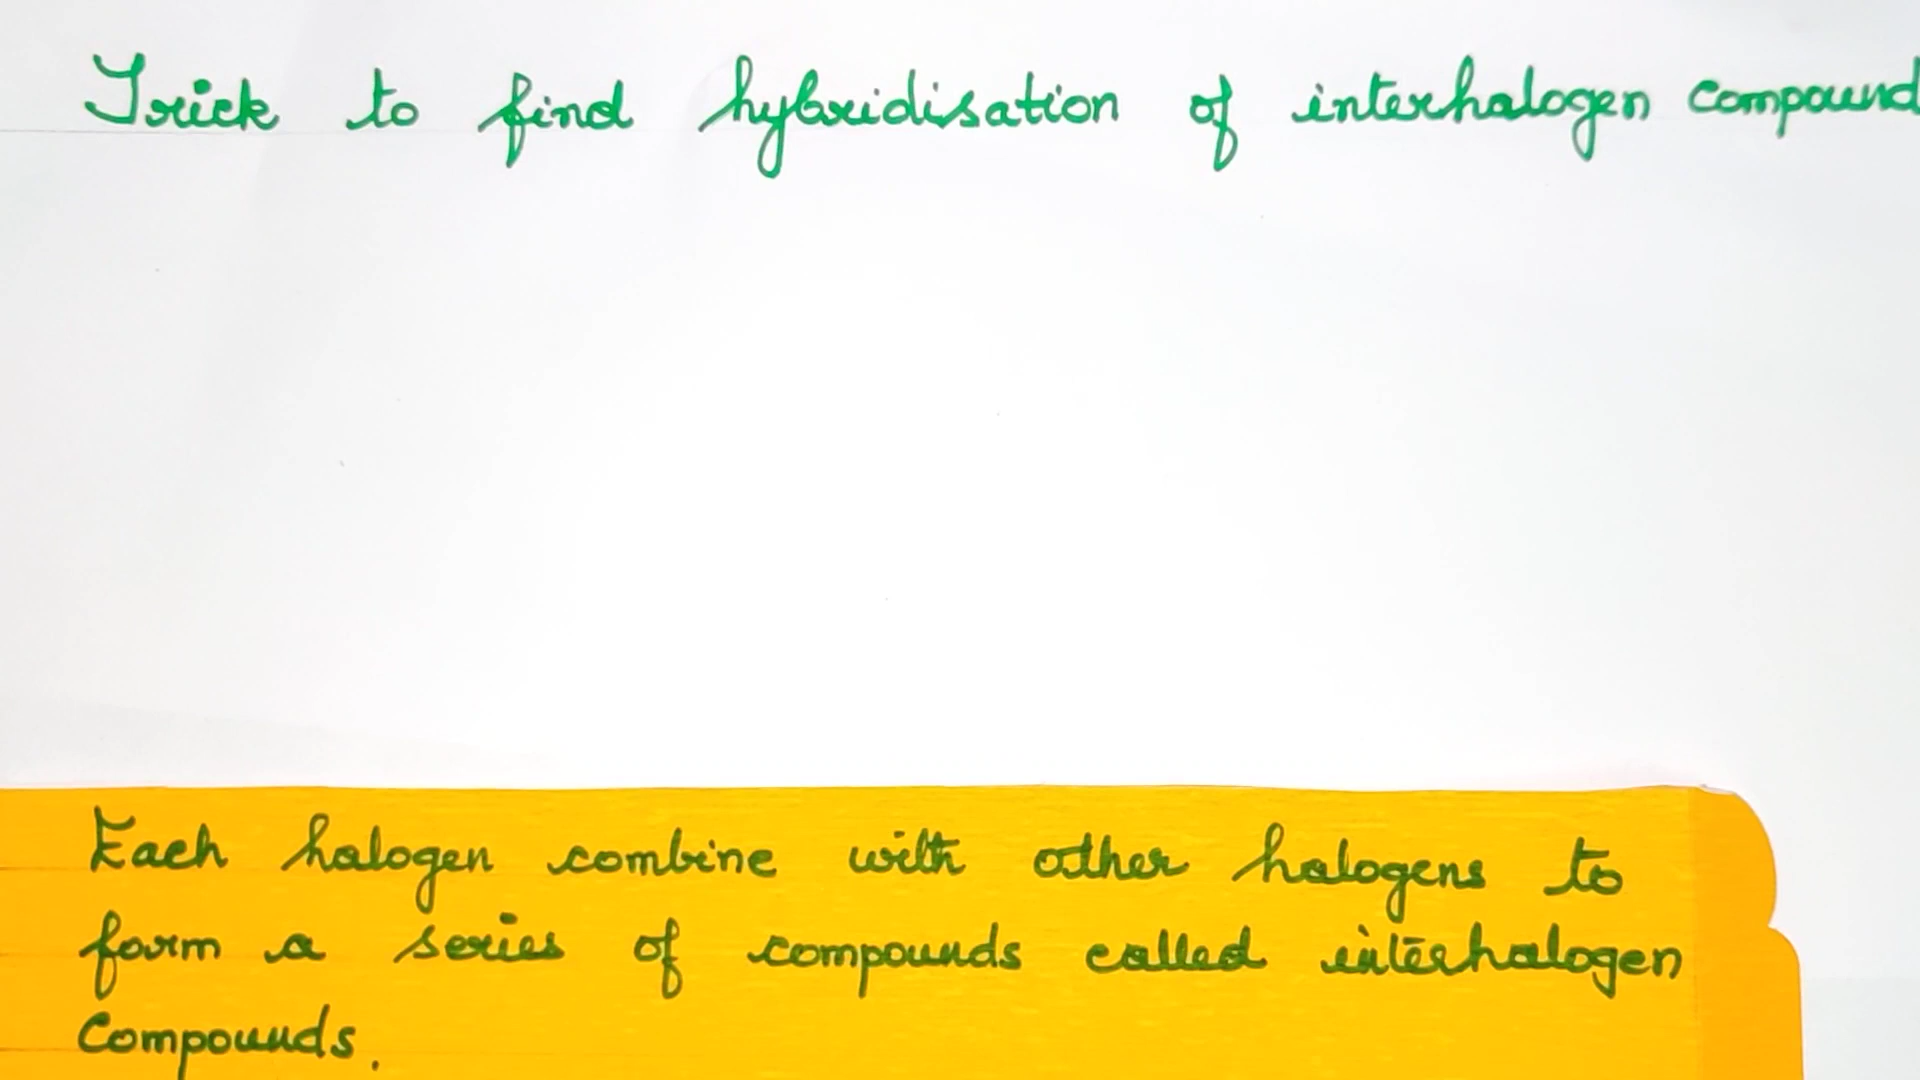 Trick to find hybridisation of interhalogen compound
Each halogen combine with other halogens to
form a series of compounds called interhalogen
Compounds.